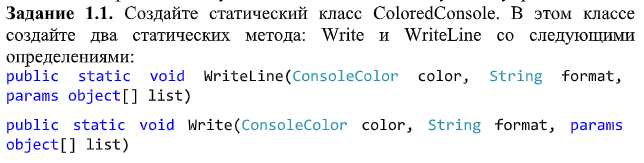 Задание 1.1. Создайте статический класс ColoredConsole. В этом классе
создайте два статических метода: Write и WriteLine со следующими
определениями:
public static void WriteLine(ConsoleColor color, String format,
params object[] list)
public static void Write(ConsoleColor color, String format, params
object[] list)